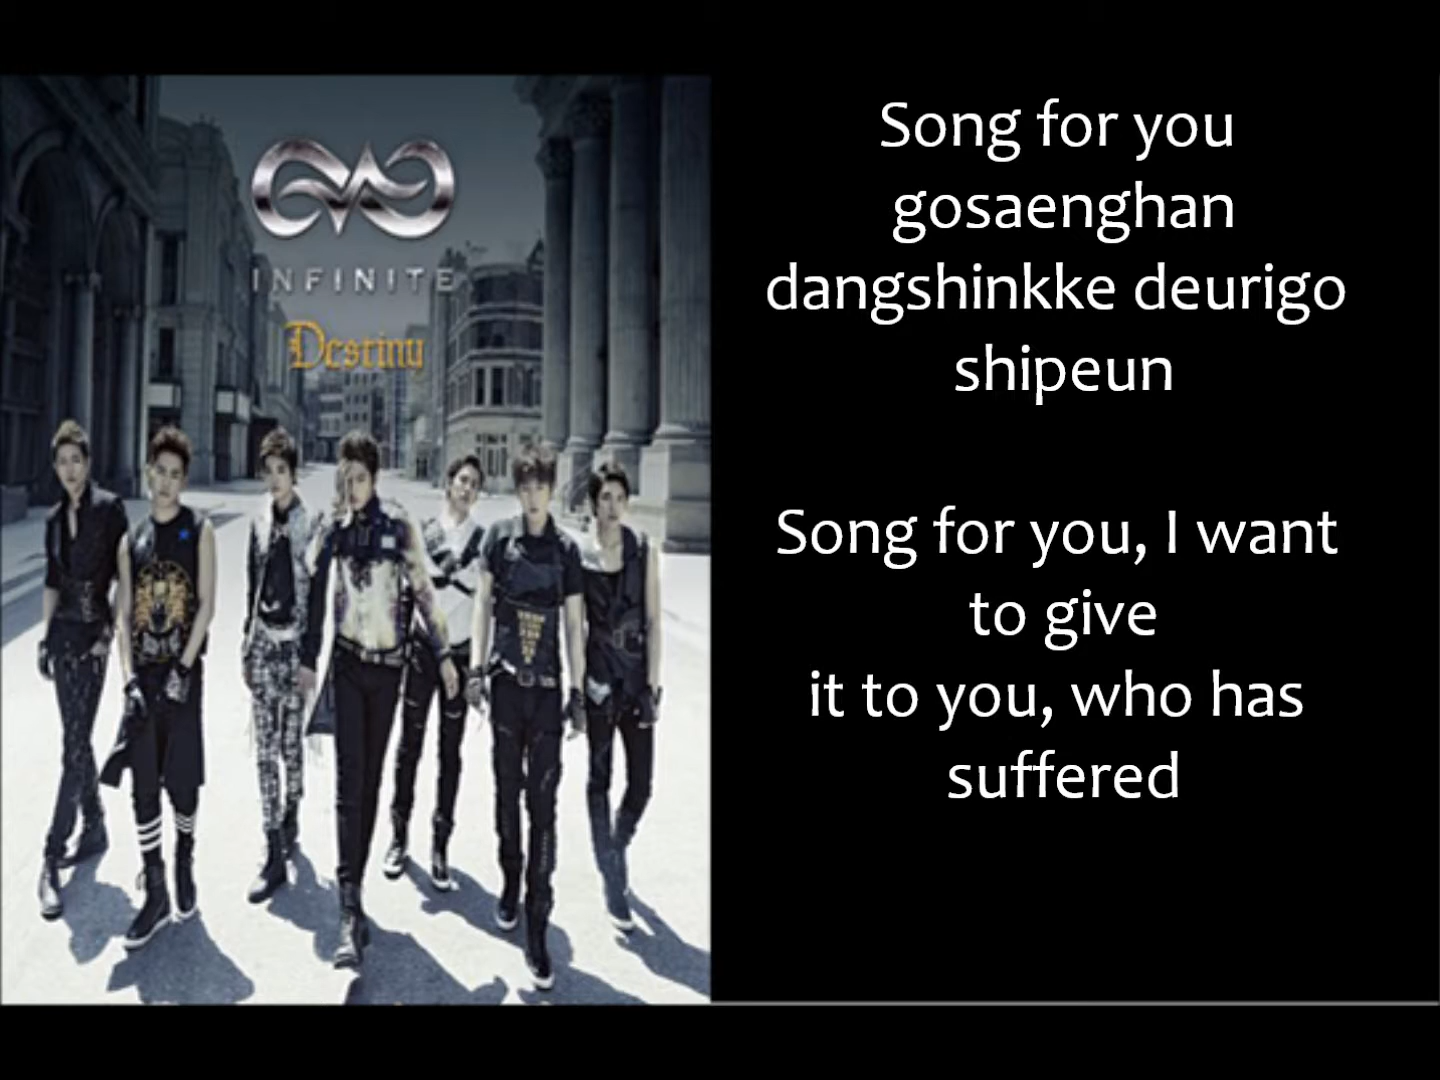 INFINITE
Destiny
Song for you
gosaenghan
dangshinkke deurigo
shipeun
Song for you, I want
to give
it to you, who has
suffered